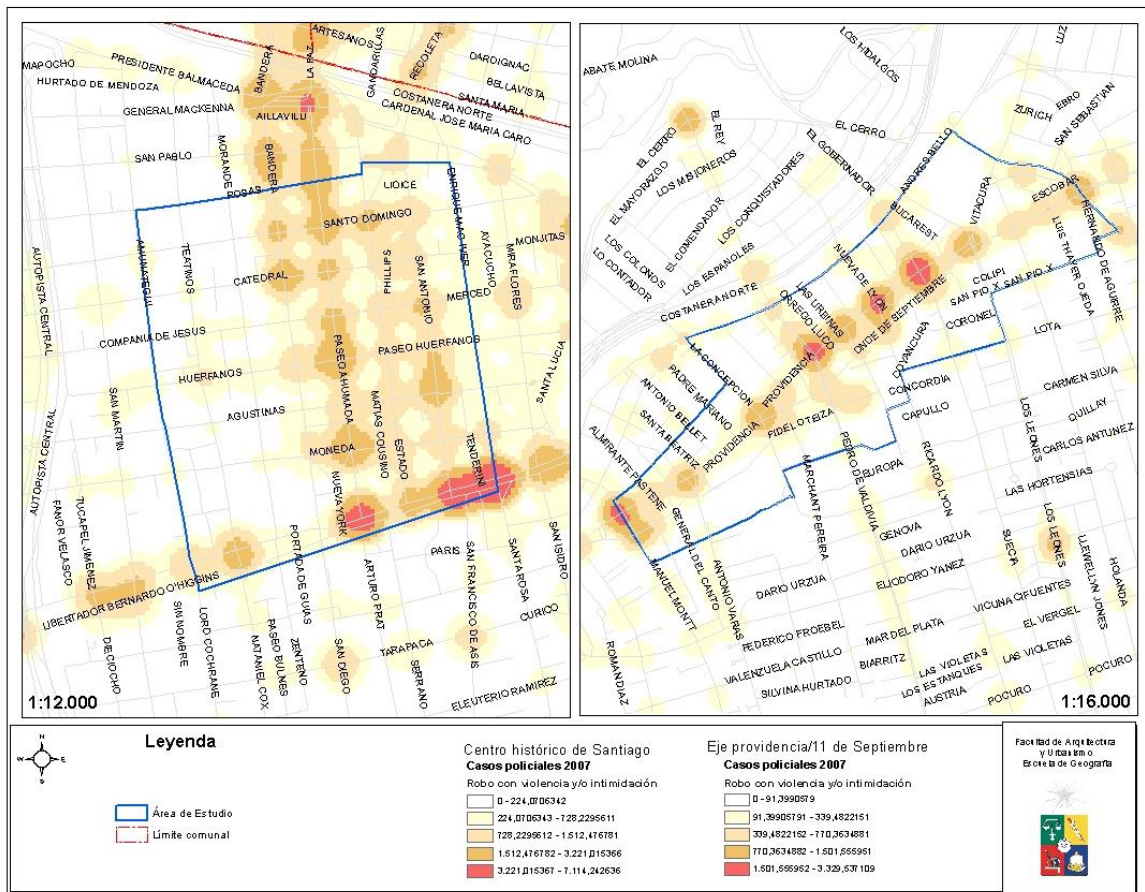 ARTESANOS
MAPOCHO
PRESIDENTE BALMACEDA
BANDERA
LA PAZ
GANDARILLAS
RECOLETA
DARDIGNAC
BELLAVISTA
HURTADO DE MENDOZA
SANTA MARIA
GENERAL MACKENNA
COSTANERA NORTE
CARDENAL JOSE MARIA CARO
AILLAVILU
SAN PABLO
MORANDE
BANDERA
ROSAS
ENRIQUE MAC IVER
SANTO DOMINGO
AMUNATEGUI
TEATINOS
AYACUCHO
MONJITAS
MIRAFLORES
AUTOPISTA CENTRAL
CATEDRAL
PHILLIPS
SAN ANTONIO
MERCED
COMPAÑIA DE JESUS
PASEO AHUMADA
PASEO HUERFANOS
HUERFANOS
SANTA LUCIA
SAN MARTIN
AGUSTINAS
MATIAS COUSIÑO
ESTADO
MONEDA
TENDERINI
AUTOPISTA CENTRAL
NUEVA YORK
TUCAPEL JIMENEZ
FANOR VELASCO
PORTADA DE GUIAS
PARIS
SAN ISIDRO
LIBERTADOR BERNARDO O'HIGGINS
ARTURO PRAT
SAN FRANCISCO DE ASIS
SANTA ROSA
SIN NOMBRE
LORD COCHRAME
CURICO
DIECIOCHO
PASEO BULNES
NATANIEL COX
ZENTENO
SAN DIEGO
TARAPACA
SERRANO
ELEUTERIO RAMIREZ
1:12.000
LUZ
LOS HIDALGOS
ABATE MOLINA
ZURICH
EBRO
SAN SEBASTIAN
EL CERRO
EL REY
EL CERRO
EL MAYORAZGO
LOS MISIONEROS
EL GOBERNADOR
ANDRES BELLO
EL COMENDADOR
LOS CONQUISTADORES
BUCAREST
VITACURA
ESCOBAR
HERNANDO DE AGUIRRE
LUIS THAYER OJEDA
LOS COLONOS
LO CONTADOR
LOS ESPAÑOLES
NUEVA DE LYON
COSTANERA NORTE
LAS URBINAS
ORREGO LUCO
ONCE DE SEPTIEMBRE
COLIPI
SAN PIO X
SAN PIO X
CORONEL
LOTA
LA CONCEPCION
COYANCURA
PADRE MARIANO
PROVIDENCIA
CONCORDIA
CARMEN SILVA
ANTONIO BELLET
SANTA BEATRIZ
CAPULLO
LOS LEONES
QUILLAY
CARLOS ANTUNEZ
ALMIRANTE PASTENE
PROVIDENCIA
FIDEL OTEIZA
EUROPA
LAS HORTENSIAS
MARCHANT PEREIRA
PEDRO DE VALDIVIA
RICARDO LYON
GENERAL DEL CANTO
GENOVA
DARIO URZUA
SUECIA
LOS LEONES
LLEWELLYN JONES
HOLANDA
MANUEL MONTT
ANTONIO VARAS
DARIO URZUA
ELIODORO YAÑEZ
VICUÑA CIFUENTES
FEDERICO FROEBEL
MAR DEL PLATA
EL VERGEL
ROMAN DIAZ
VALENZUELA CASTILLO
BIARRITZ
LAS VIOLETAS
LAS VIOLETAS
LOS ESTANQUES
POCURO
SILVINA HURTADO
AUSTRIA
POCURO
1:16.000
N
W E
S
Leyenda
Área de Estudio
Límite comunal
Centro histórico de Santiago
Casos policiales 2007
Robo con violencia y/o intimidación
0 - 224,0706342
224,0706343 - 728,2295611
728,2295612 - 1.512,476781
1.512,476782 - 3.221,015366
3.221,015367 - 7.114,242636
Eje providencia/11 de Septiembre
Casos policiales 2007
Robo con violencia y/o intimidación
0 - 91,3990579
91,39905791 - 339,4822151
339,4822152 - 770,3634881
770,3634882 - 1.501,555951
1.501,555952 - 3.329,537109
Facultad de Arquitectura
y Urbanismo
Escuela de Geografía